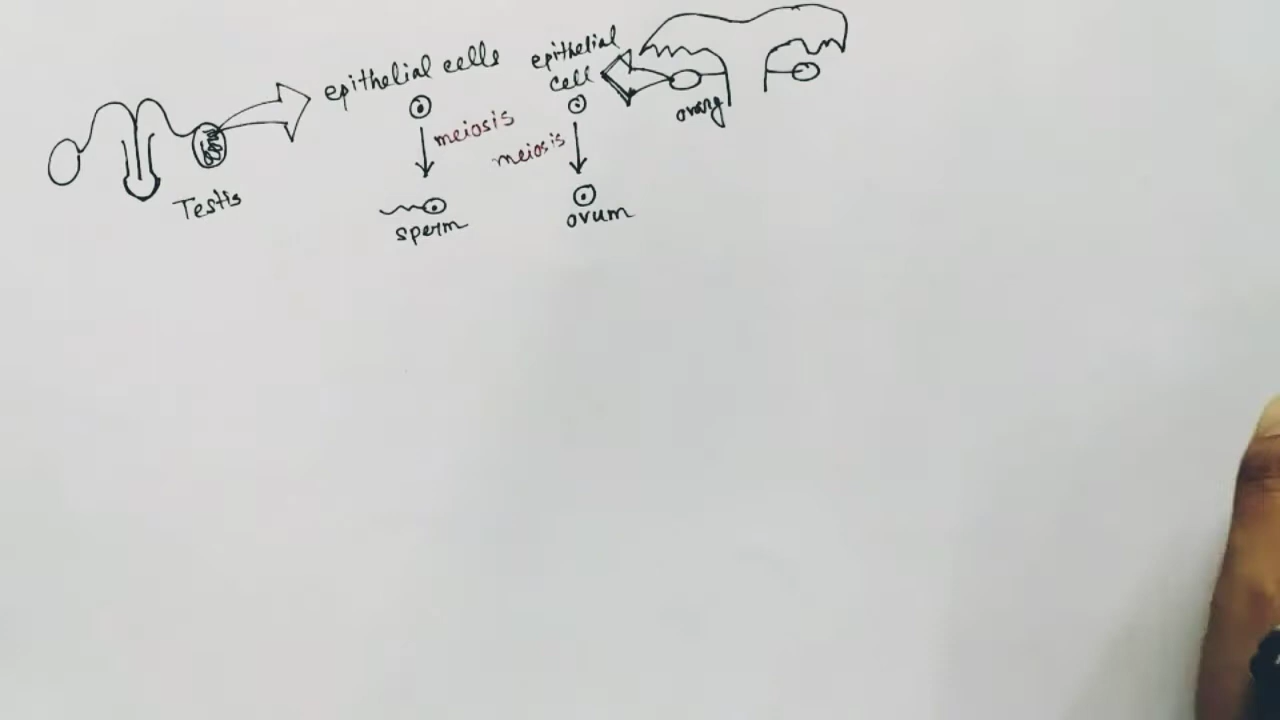 epithelial cells
epithelial
cell
ovary
meiosis
meiosis
Testis
sperm
ovum